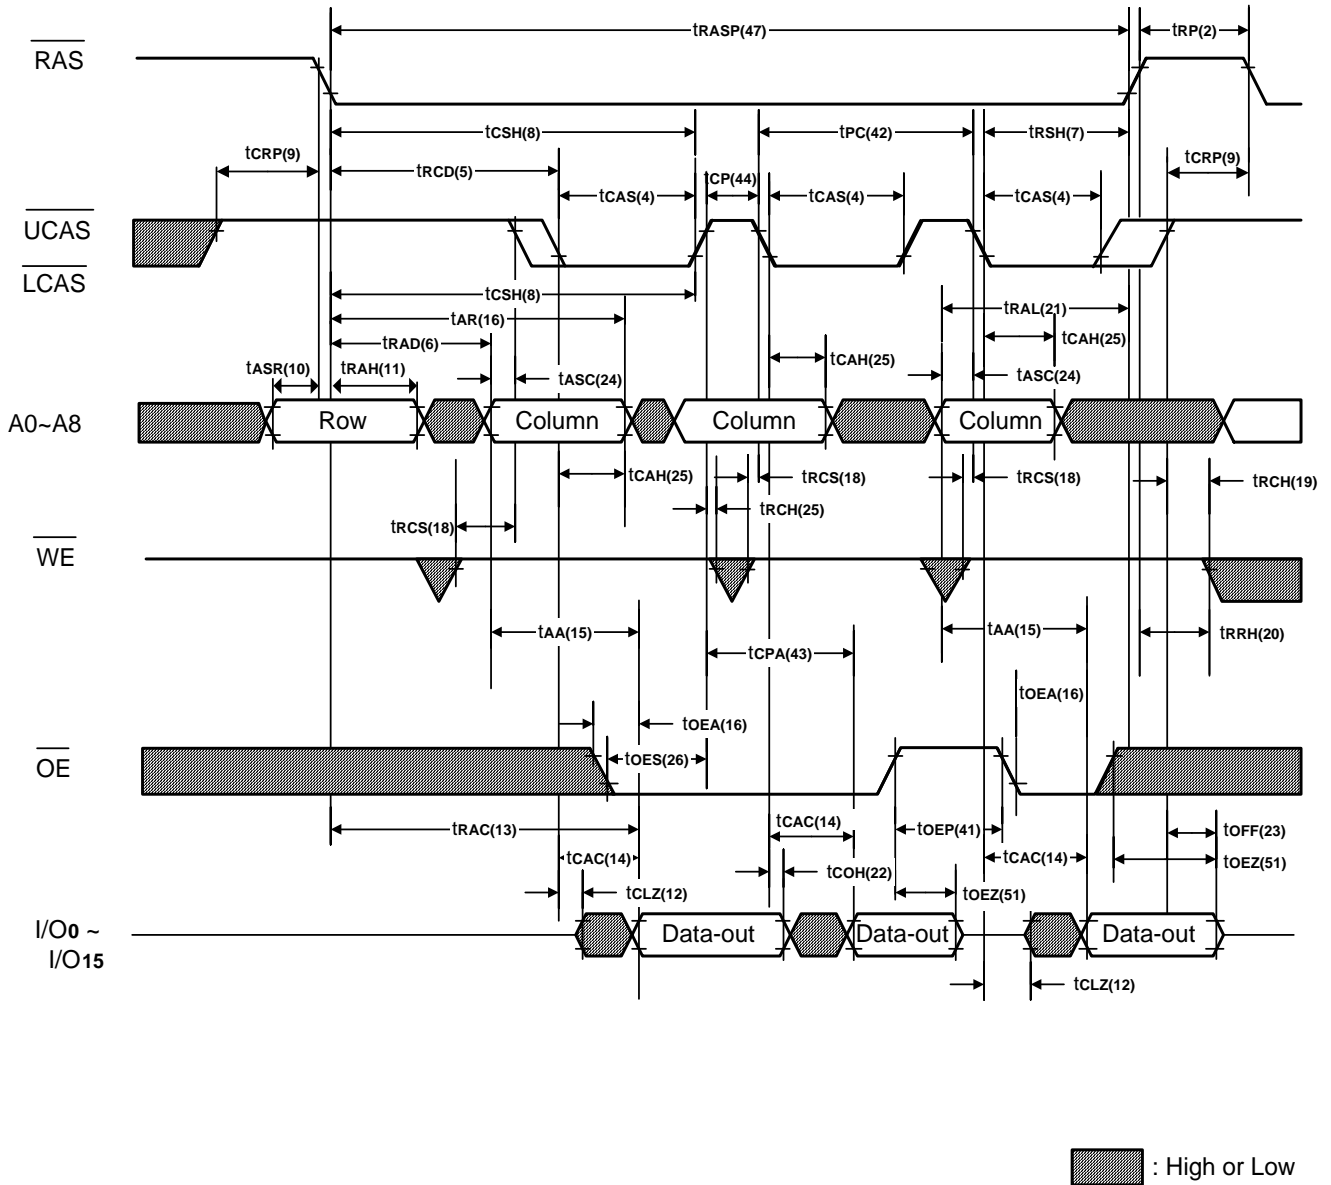 tRASP(47) tRP(2)
RAS
tCSH(8) tPC(42) tRSH(7)
tCRP(9) tRCD(5) tCP(44) tCRP(9)
tCAS(4) tCAS(4) tCAS(4)
UCAS
LCAS
tCSH(8)
tAR(16) tRAL(21)
tRAD(6) tCAH(25) tCAH(25)
tASR(10) tRAH(11) tASC(24) tASC(24)
A0~A8 Row Column Column Column
tCAH(25) tRCS(18) tRCS(18) tRCH(19)
tRCS(18) tRCH(25)
WE
tAA(15) tAA(15) tRRH(20)
tCPA(43)
tOEA(16) tOEA(16)
OE tOES(26)
tRAC(13) tCAC(14) tOEP(41) tOFF(23)
tCAC(14) tCOH(22) tCAC(14) tOEZ(51)
tCLZ(12) tOEZ(51)
I/O0 ~ Data-out Data-out Data-out
I/O15
tCLZ(12)
: High or Low